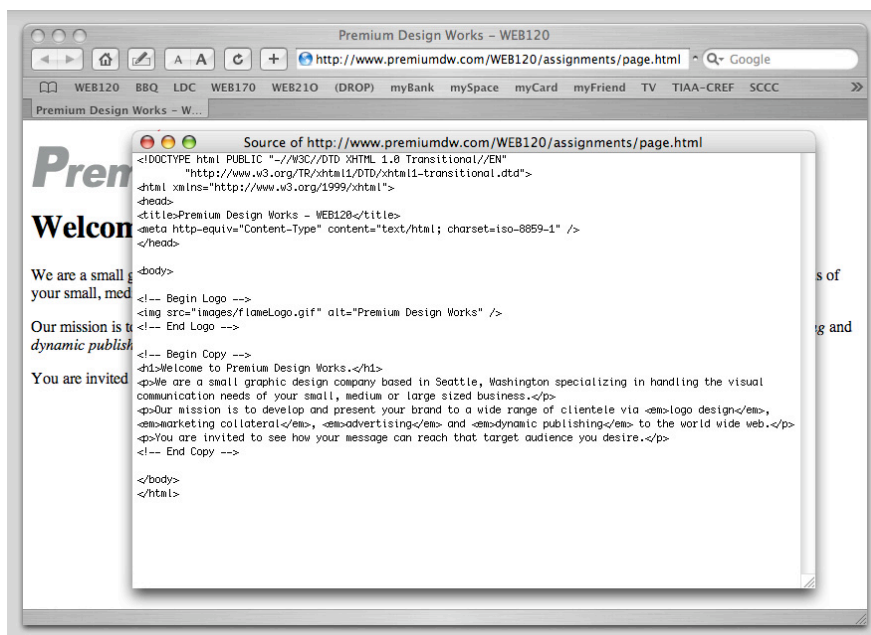 Premium Design Works – WEB120
A A
http://www.premiumdw.com/WEB120/assignments/page.html
Google
WEB120 BBQ LDC WEB170 WEB210 (DROP) myBank mySpace myCard myFriend TV TIAA-CREF SCCC
Premium Design Works – W...
Source of http://www.premiumdw.com/WEB120/assignments/page.html
Prem
Welcom
We are a small g
s of
your small, med
Our mission is to
ng and
dynamic publish
You are invited
<!DOCTYPE html PUBLIC "-//W3C//DTD XHTML 1.0 Transitional//EN"
"http://www.w3.org/TR/xhtml1/DTD/xhtml1-transitional.dtd">
<html xmlns="http://www.w3.org/1999/xhtml">
<head>
<title>Premium Design Works – WEB120</title>
<meta http-equiv="Content-Type" content="text/html; charset=iso-8859-1" />
</head>
<body>
<!-- Begin Logo -->
<img src="images/flameLogo.gif" alt="Premium Design Works" />
<!-- End Logo -->
<!-- Begin Copy -->
<h1>Welcome to Premium Design Works.</h1>
<p>We are a small graphic design company based in Seattle, Washington specializing in handling the visual
communication needs of your small, medium or large sized business.</p>
<p>Our mission is to develop and present your brand to a wide range of clientele via <em>logo design</em>,
<em>marketing collateral</em>, <em>advertising</em> and <em>dynamic publishing</em> to the world wide web.</p>
<p>You are invited to see how your message can reach that target audience you desire.</p>
<!-- End Copy -->
</body>
</html>